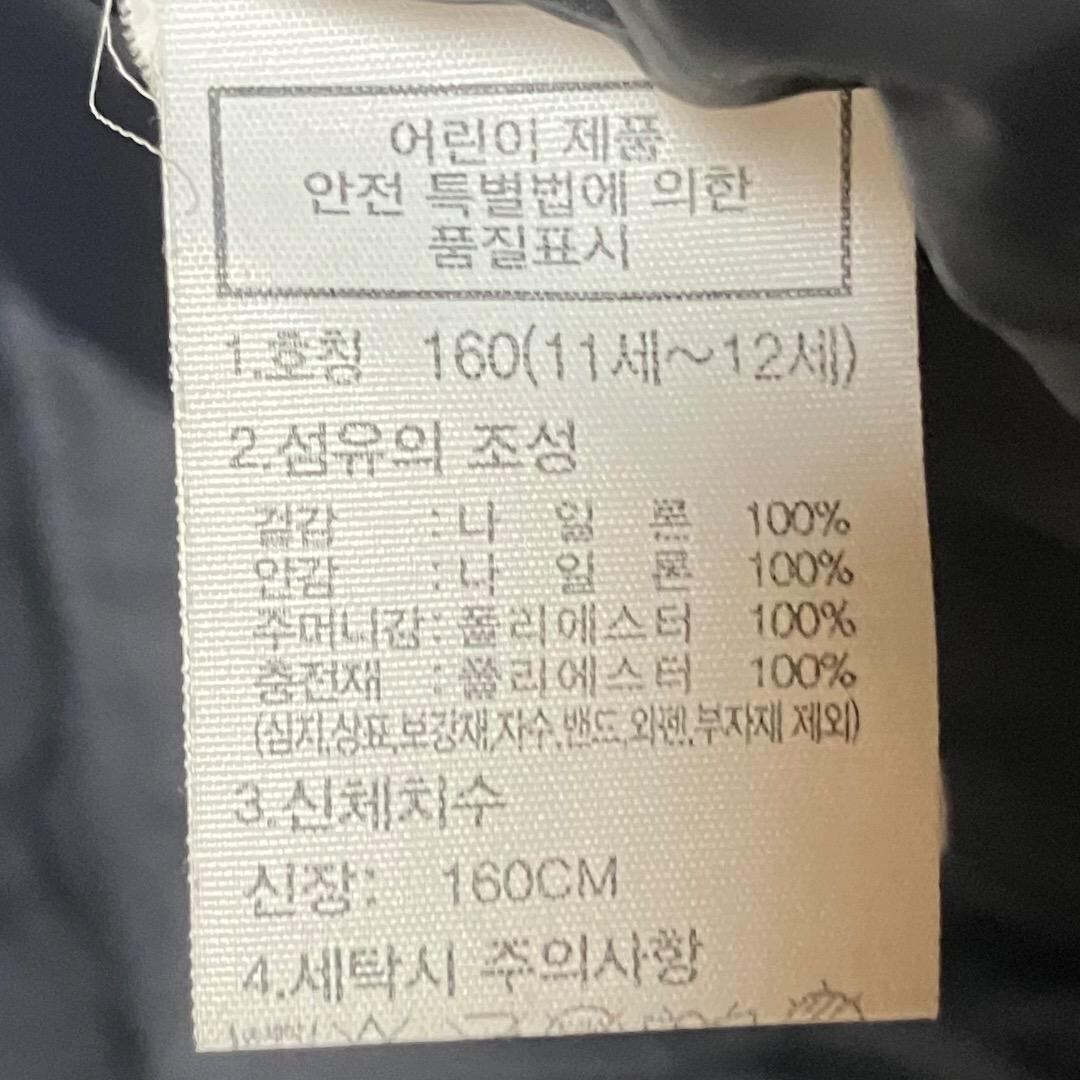 어린이 제품
안전 특별법에 의한
품질표시
1.호칭 160(11세~12세)
2.섬유의 조성
겉감 :나 일 론 100%
안감 :나 일 론 100%
주머니감:폴리에스터 100%
충전재 :폴리에스터 100%
(심지,상표,보강재,자수,밴드,외펜,부자재 제외)
3.신체치수
신장: 160CM
4.세탁시 주의사항